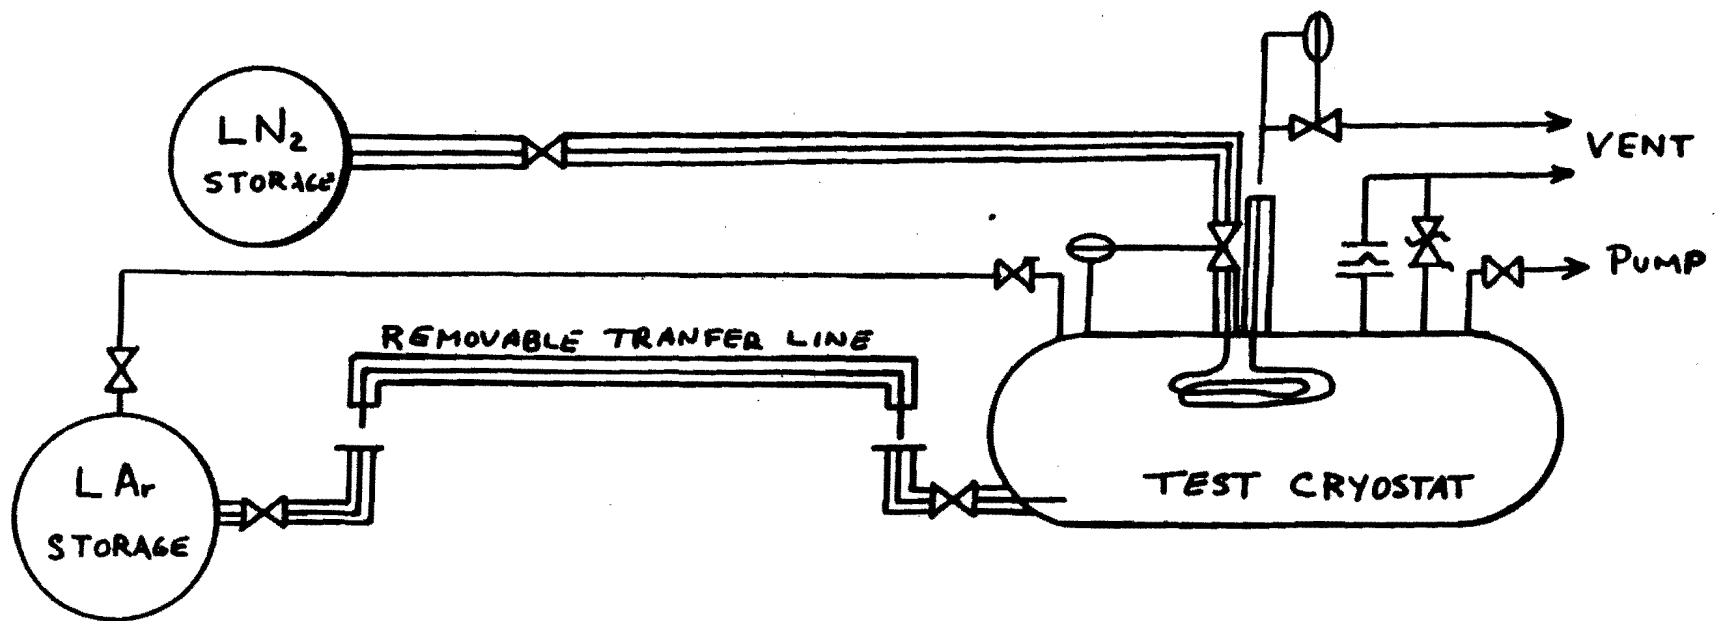 LN2
STORAGE
VENT
PUMP
REMOVABLE TRANFER LINE
LAr
STORAGE
TEST CRYOSTAT